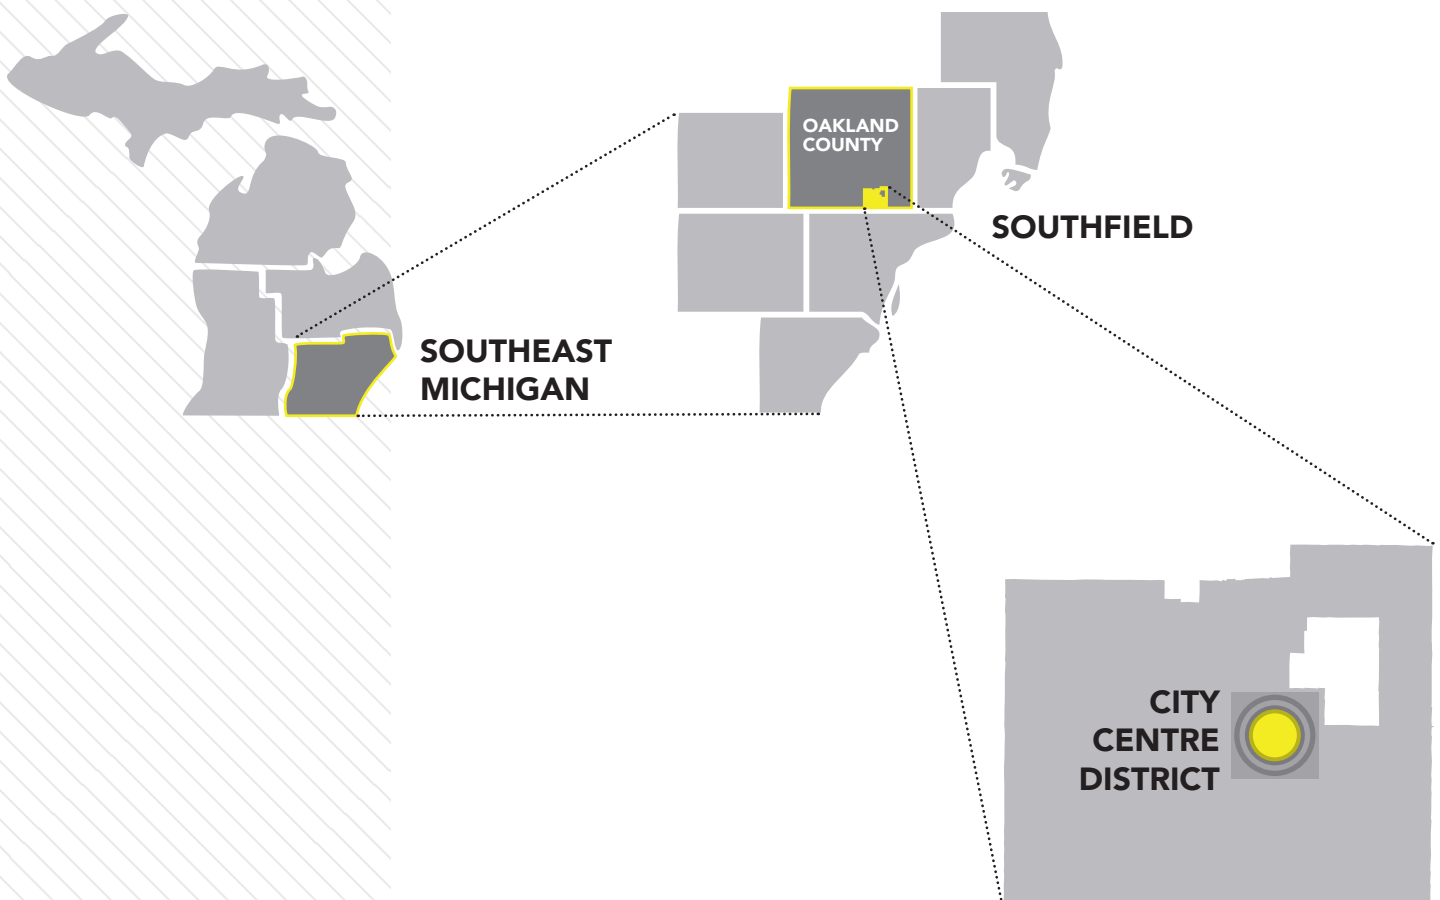 OAKLAND
COUNTY
SOUTHFIELD
SOUTHEAST
MICHIGAN
CITY
CENTRE
DISTRICT